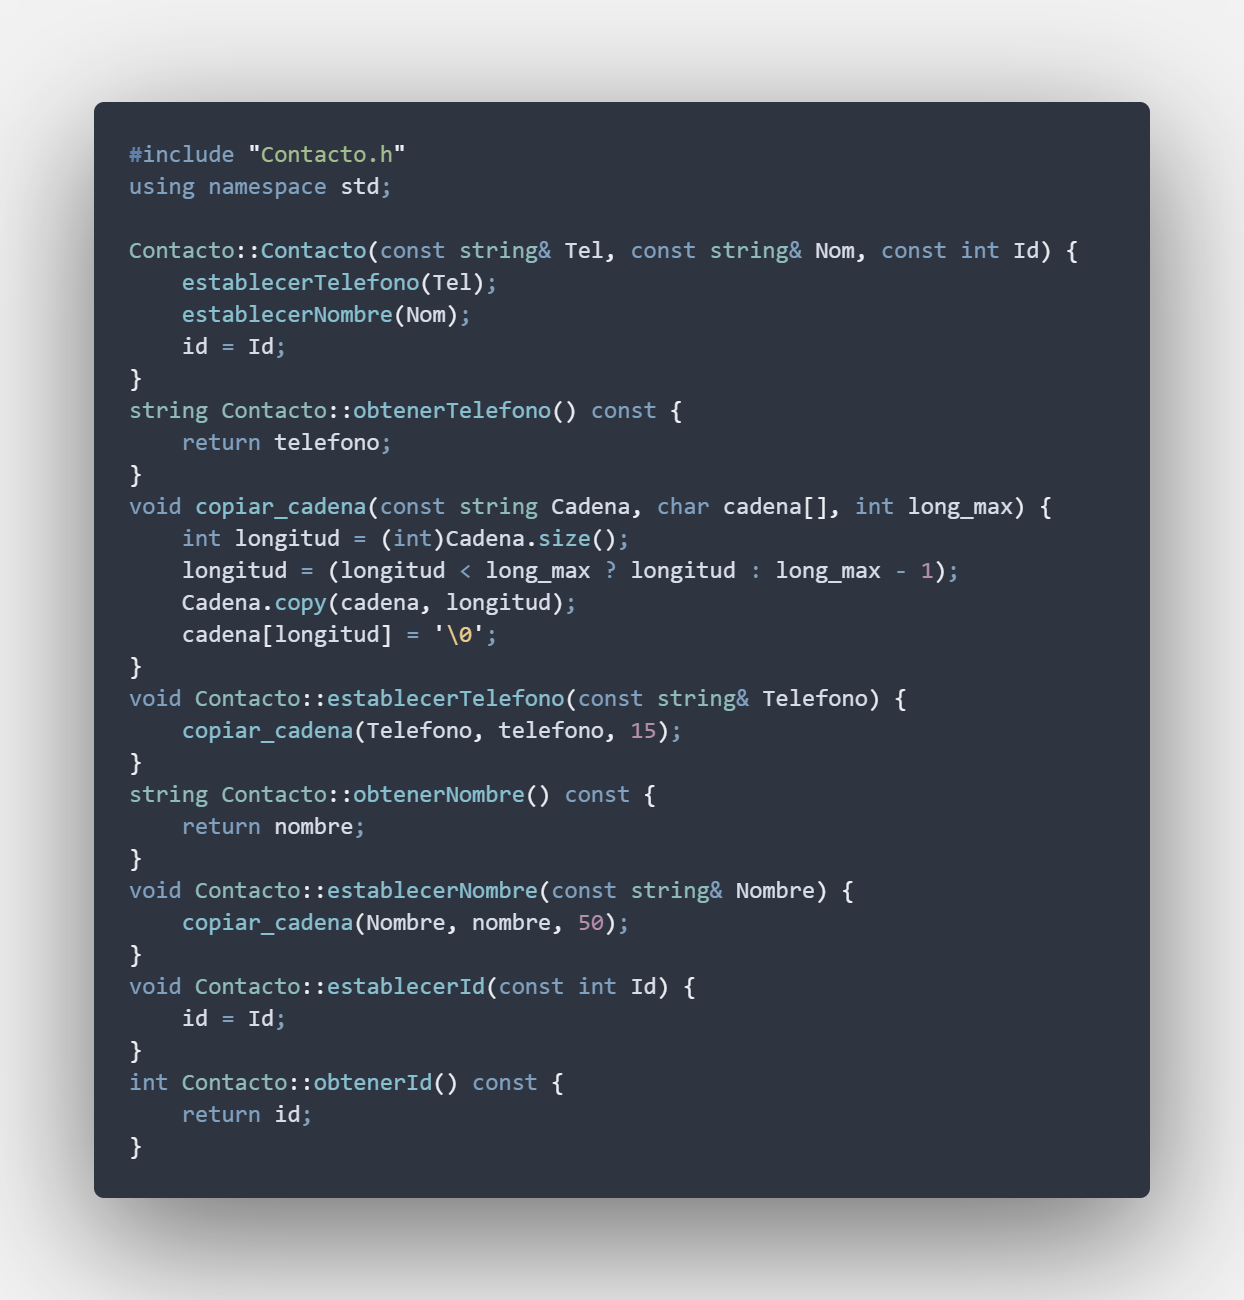 #include "Contacto.h"
using namespace std;

Contacto::Contacto(const string& Tel, const string& Nom, const int Id) {
    establecerTelefono(Tel);
    establecerNombre(Nom);
    id = Id;
}
string Contacto::obtenerTelefono() const {
    return telefono;
}
void copiar_cadena(const string Cadena, char cadena[], int long_max) {
    int longitud = (int)Cadena.size();
    longitud = (longitud < long_max ? longitud : long_max - 1);
    Cadena.copy(cadena, longitud);
    cadena[longitud] = '\0';
}
void Contacto::establecerTelefono(const string& Telefono) {
    copiar_cadena(Telefono, telefono, 15);
}
string Contacto::obtenerNombre() const {
    return nombre;
}
void Contacto::establecerNombre(const string& Nombre) {
    copiar_cadena(Nombre, nombre, 50);
}
void Contacto::establecerId(const int Id) {
    id = Id;
}
int Contacto::obtenerId() const {
    return id;
}